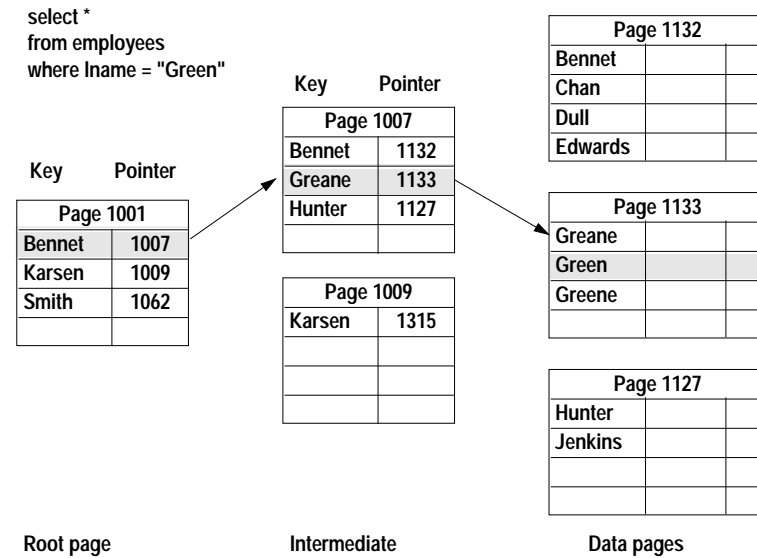 select *
from employees
where lname = "Green"
Key Pointer
Page 1001
Bennet 1007
Karsen 1009
Smith 1062
Root page
Key Pointer
Page 1007
Bennet 1132
Greane 1133
Hunter 1127
Page 1009
Karsen 1315
Intermediate
Page 1132
Bennet
Chan
Dull
Edwards
Page 1133
Greane
Green
Greene
Page 1127
Hunter
Jenkins
Data pages